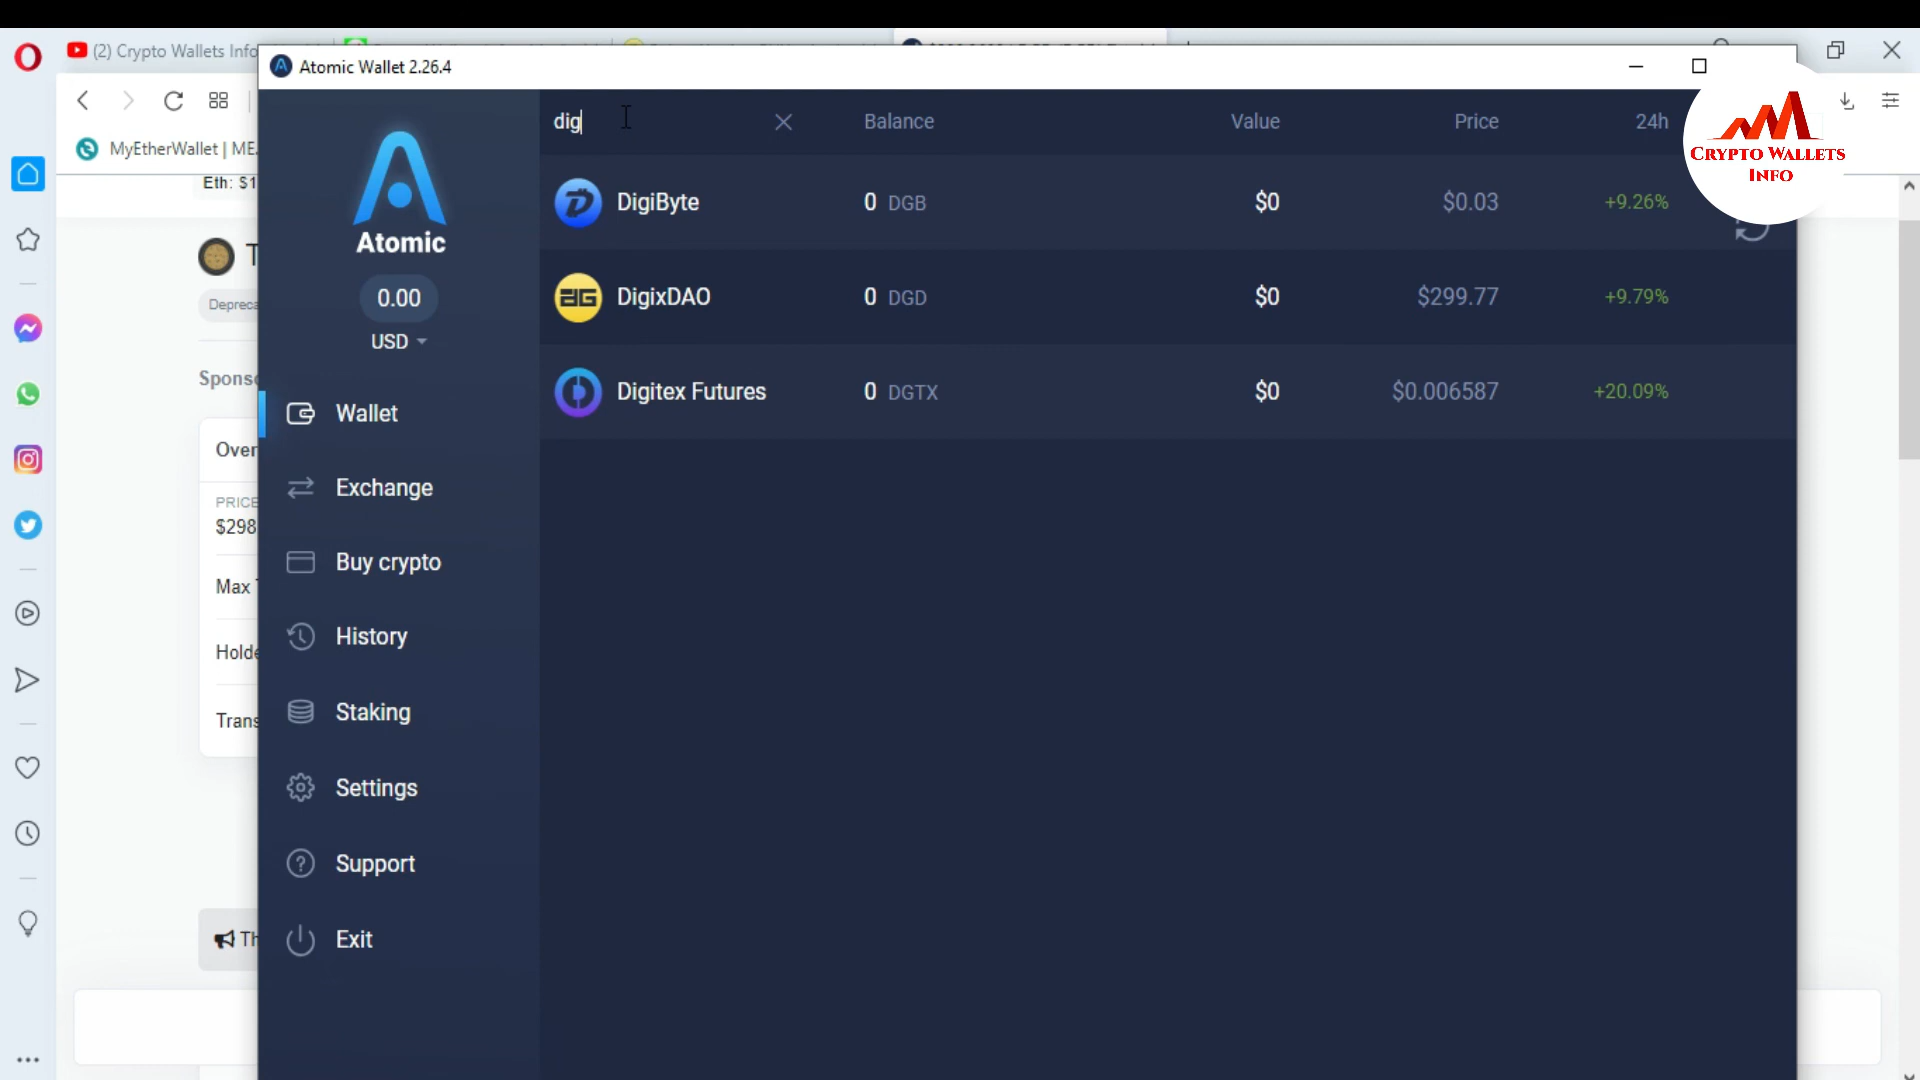 (2) Crypto Wallets Info
Atomic Wallet 2.26.4
MyEtherWallet | ME
Eth: $1
T
Depreca
Sponso
Over
PRICE
$298
Max T
Holde
Trans
Th
Atomic
0.00
USD
Wallet
Exchange
Buy crypto
History
Staking
Settings
Support
Exit
dig Balance Value Price 24h
DigiByte 0 DGB $0 $0.03 +9.26%
DigixDAO 0 DGD $0 $299.77 +9.79%
Digitex Futures 0 DGTX $0 $0.006587 +20.09%
Crypto Wallets
Info